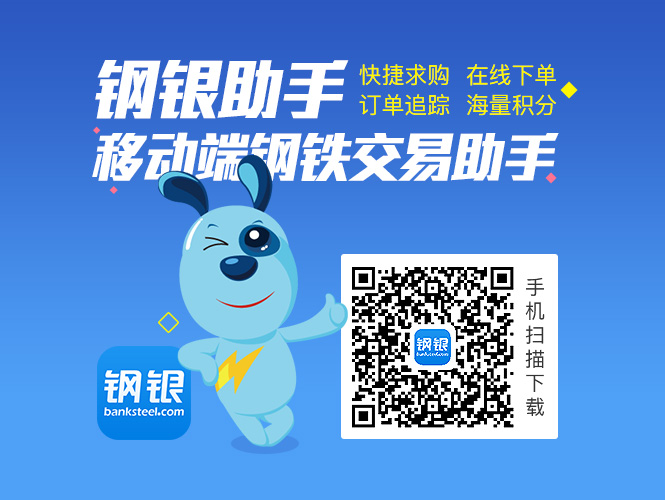 钢银助手
快捷求购 在线下单
订单追踪 海量积分
移动端钢铁交易助手
钢银
banksteel.com
钢银
手机扫描下载